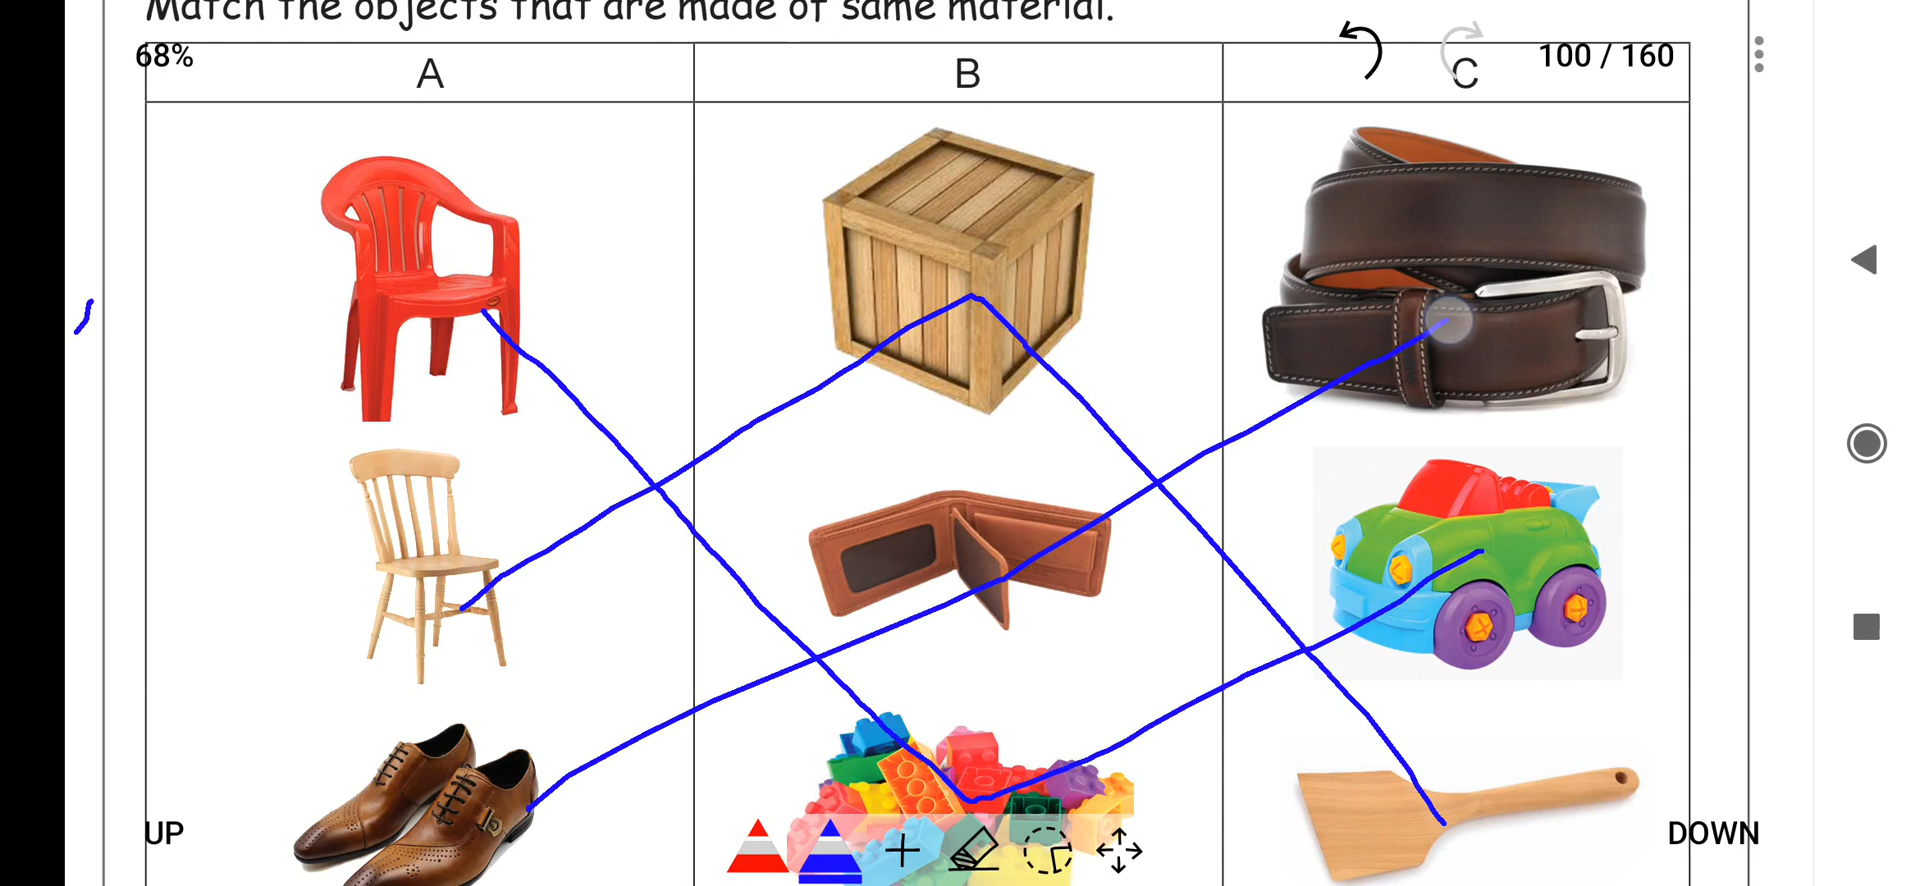 Match the objects that are made of same material.
68%
100 / 160
A B C
UP
DOWN